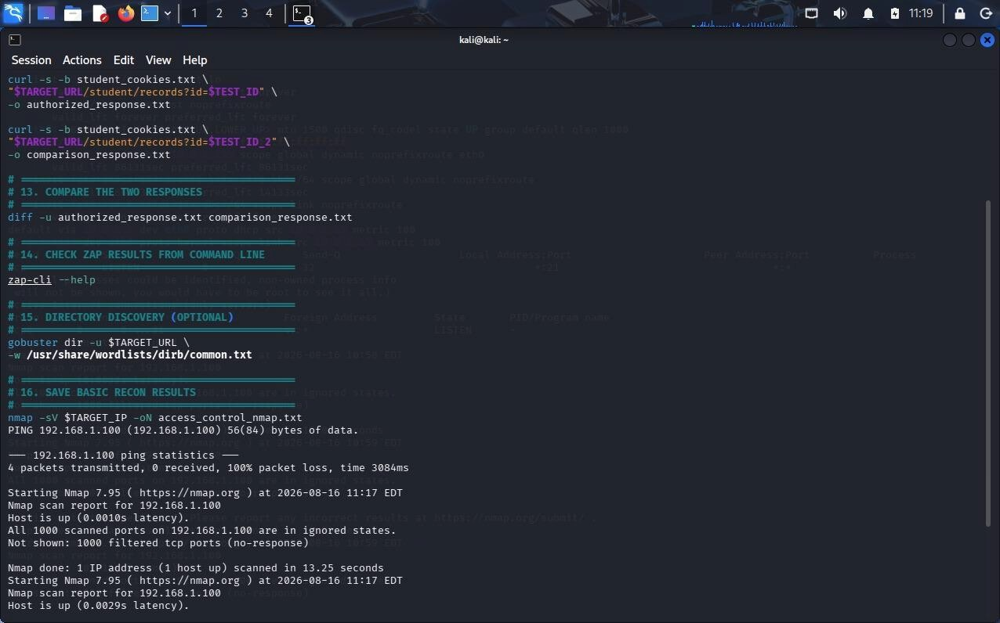 1 2 3 4 3 11:19
kali@kali: ~
Session Actions Edit View Help
curl -s -b student_cookies.txt \
"$TARGET_URL/student/records?id=$TEST_ID" \
-o authorized_response.txt
curl -s -b student_cookies.txt \
"$TARGET_URL/student/records?id=$TEST_ID_2" \
-o comparison_response.txt
# ============================================
# 13. COMPARE THE TWO RESPONSES
# ============================================
diff -u authorized_response.txt comparison_response.txt
# ============================================
# 14. CHECK ZAP RESULTS FROM COMMAND LINE
# ============================================
zap-cli --help
# ============================================
# 15. DIRECTORY DISCOVERY (OPTIONAL)
# ============================================
gobuster dir -u $TARGET_URL \
-w /usr/share/wordlists/dirb/common.txt
# ============================================
# 16. SAVE BASIC RECON RESULTS
# ============================================
nmap -sV $TARGET_IP -oN access_control_nmap.txt
PING 192.168.1.100 (192.168.1.100) 56(84) bytes of data.
--- 192.168.1.100 ping statistics ---
4 packets transmitted, 0 received, 100% packet loss, time 3084ms
Starting Nmap 7.95 ( https://nmap.org ) at 2026-08-16 11:17 EDT
Nmap scan report for 192.168.1.100
Host is up (0.0010s latency).
All 1000 scanned ports on 192.168.1.100 are in ignored states.
Not shown: 1000 filtered tcp ports (no-response)
Nmap done: 1 IP address (1 host up) scanned in 13.25 seconds
Starting Nmap 7.95 ( https://nmap.org ) at 2026-08-16 11:17 EDT
Nmap scan report for 192.168.1.100
Host is up (0.0029s latency).